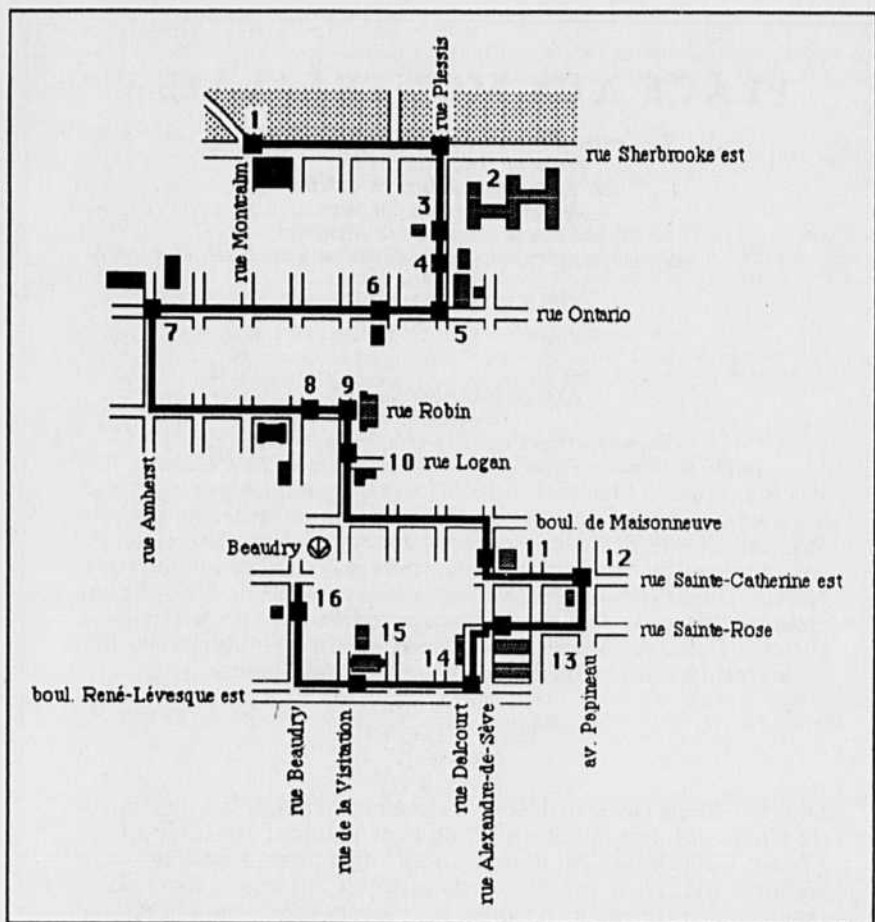 rue Plessis
1
rue Sherbrooke est
2
rue Montcalm
3
4
6
rue Ontario
7
5
8 9
rue Robin
10 rue Logan
rue Amherst
boul. de Maisonneuve
Beaudry
11
12
rue Sainte-Catherine est
16
15
rue Sainte-Rose
14
13
boul. René-Lévesque est
rue Beaudry
rue de la Visitation
rue Dalcourt
rue Alexandre-de-Sève
av. Papineau